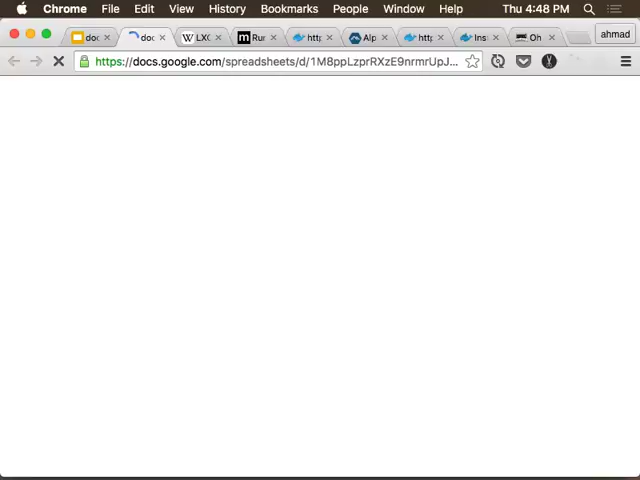 Chrome File Edit View History Bookmarks People Window Help Thu 4:48 PM
doc doc W LXC m Rur http Alp http Ins Oh ahmad
https://docs.google.com/spreadsheets/d/1M8ppLzprRXzE9nrmrUpJ...